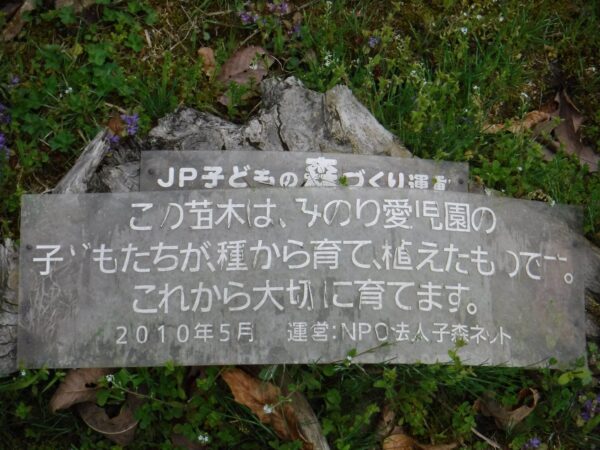 JP子どもの森づくり運動
この苗木は、みのり愛児園の
子どもたちが、種から育て、植えたものです。
これから大切に育てます。
2010年5月 運営:NPO法人子森ネット